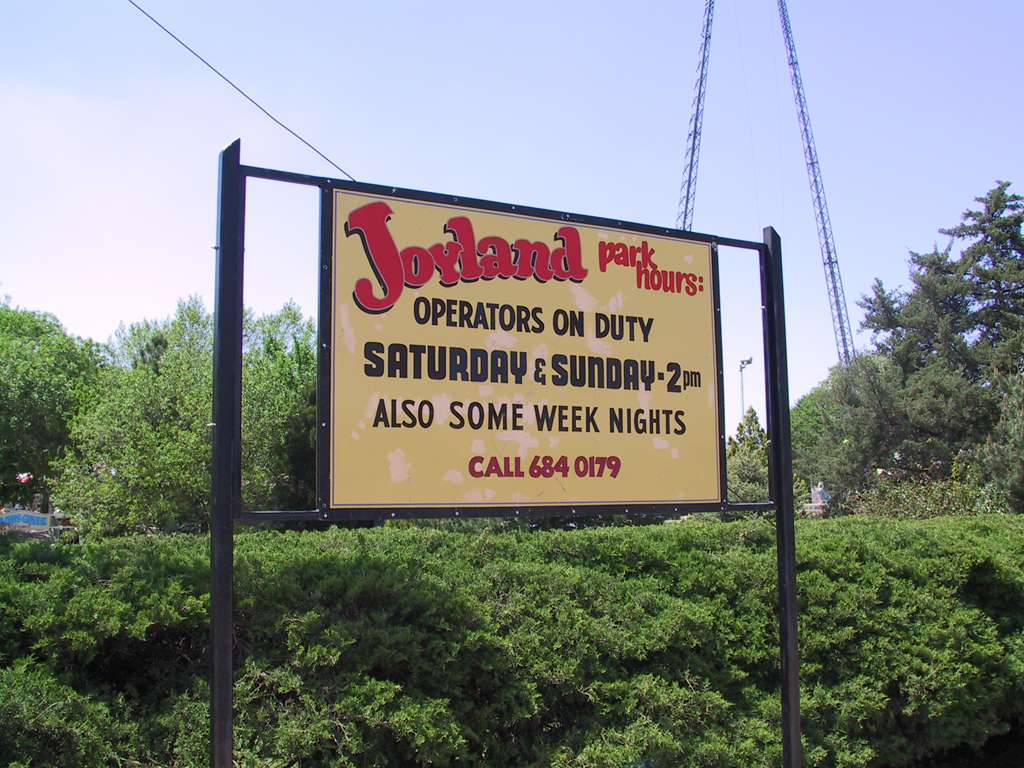 Joyland park hours:
OPERATORS ON DUTY
SATURDAY & SUNDAY-2pm
ALSO SOME WEEK NIGHTS
CALL 684 0179